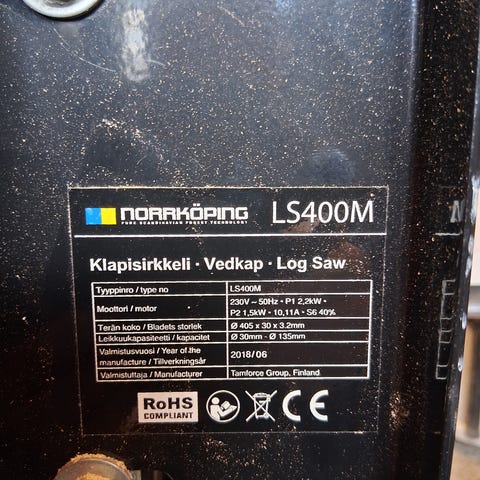 NORRKÖPING LS400M
PURE SCANDINAVIAN FOREST TECHNOLOGY
Klapisirkkeli · Vedkap · Log Saw
Tyyppinro / type no LS400M
Moottori / motor 230V ~ 50Hz · P1 2,2kW ·
P2 1,5kW · 10,11A · S6 40%
Terän koko / Bladets storlek Ø 405 x 30 x 3.2mm
Leikkuukapasiteetti / kapacitet Ø 30mm - Ø 135mm
Valmistusvuosi / Year of the
manufacture / Tillverkningsår 2018/06
Valmistuttaja / Manufacturer Tamforce Group, Finland
RoHS
COMPLIANT
CE